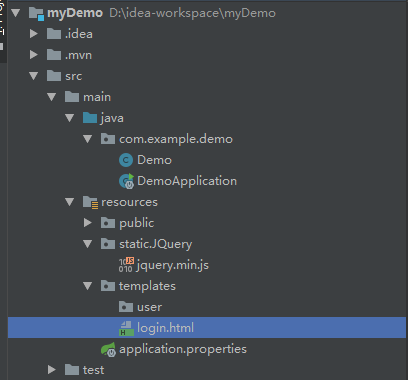 myDemo D:\idea-workspace\myDemo
.idea
.mvn
src
main
java
com.example.demo
Demo
DemoApplication
resources
public
static.JQuery
jquery.min.js
templates
user
login.html
application.properties
test